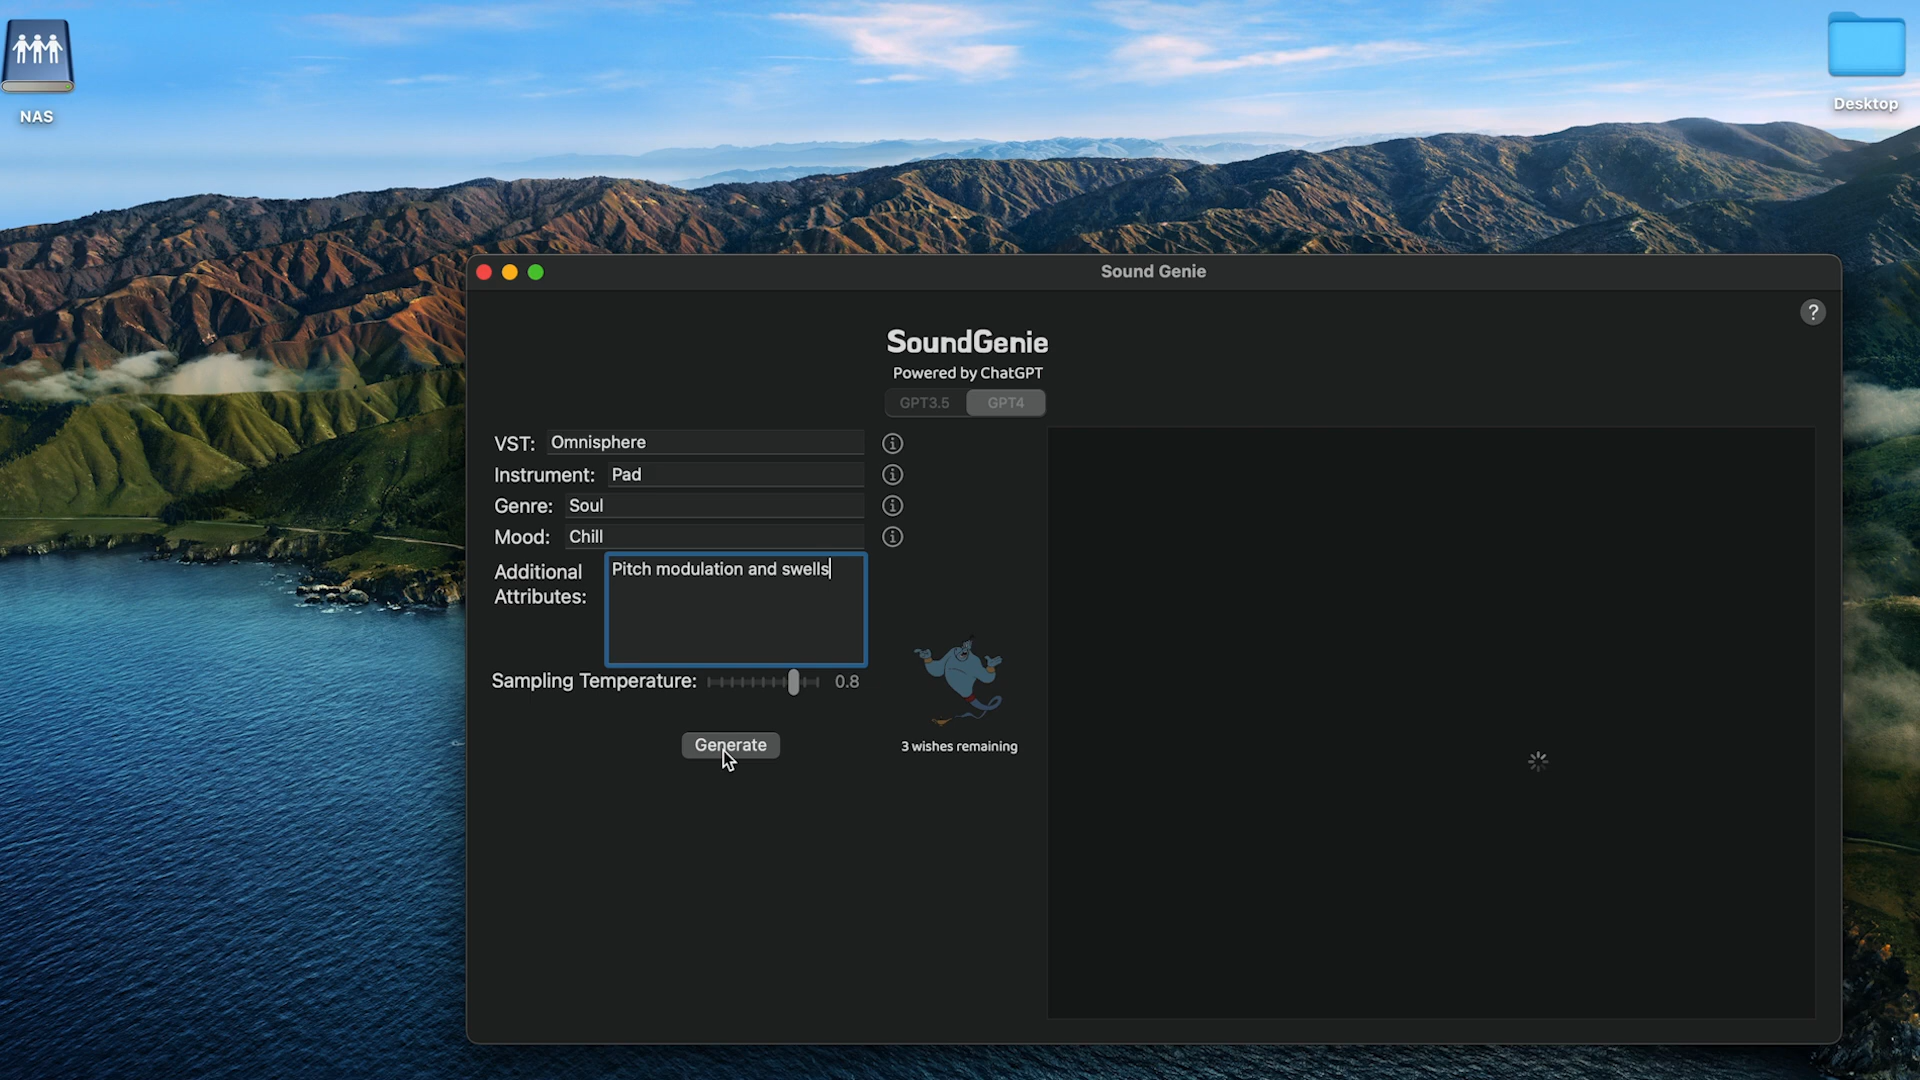 NAS
Desktop
Sound Genie
?
SoundGenie
Powered by ChatGPT
GPT3.5 GPT4
VST: Omnisphere
Instrument: Pad
Genre: Soul
Mood: Chill
Additional Attributes: Pitch modulation and swells
Sampling Temperature: 0.8
Generate
3 wishes remaining